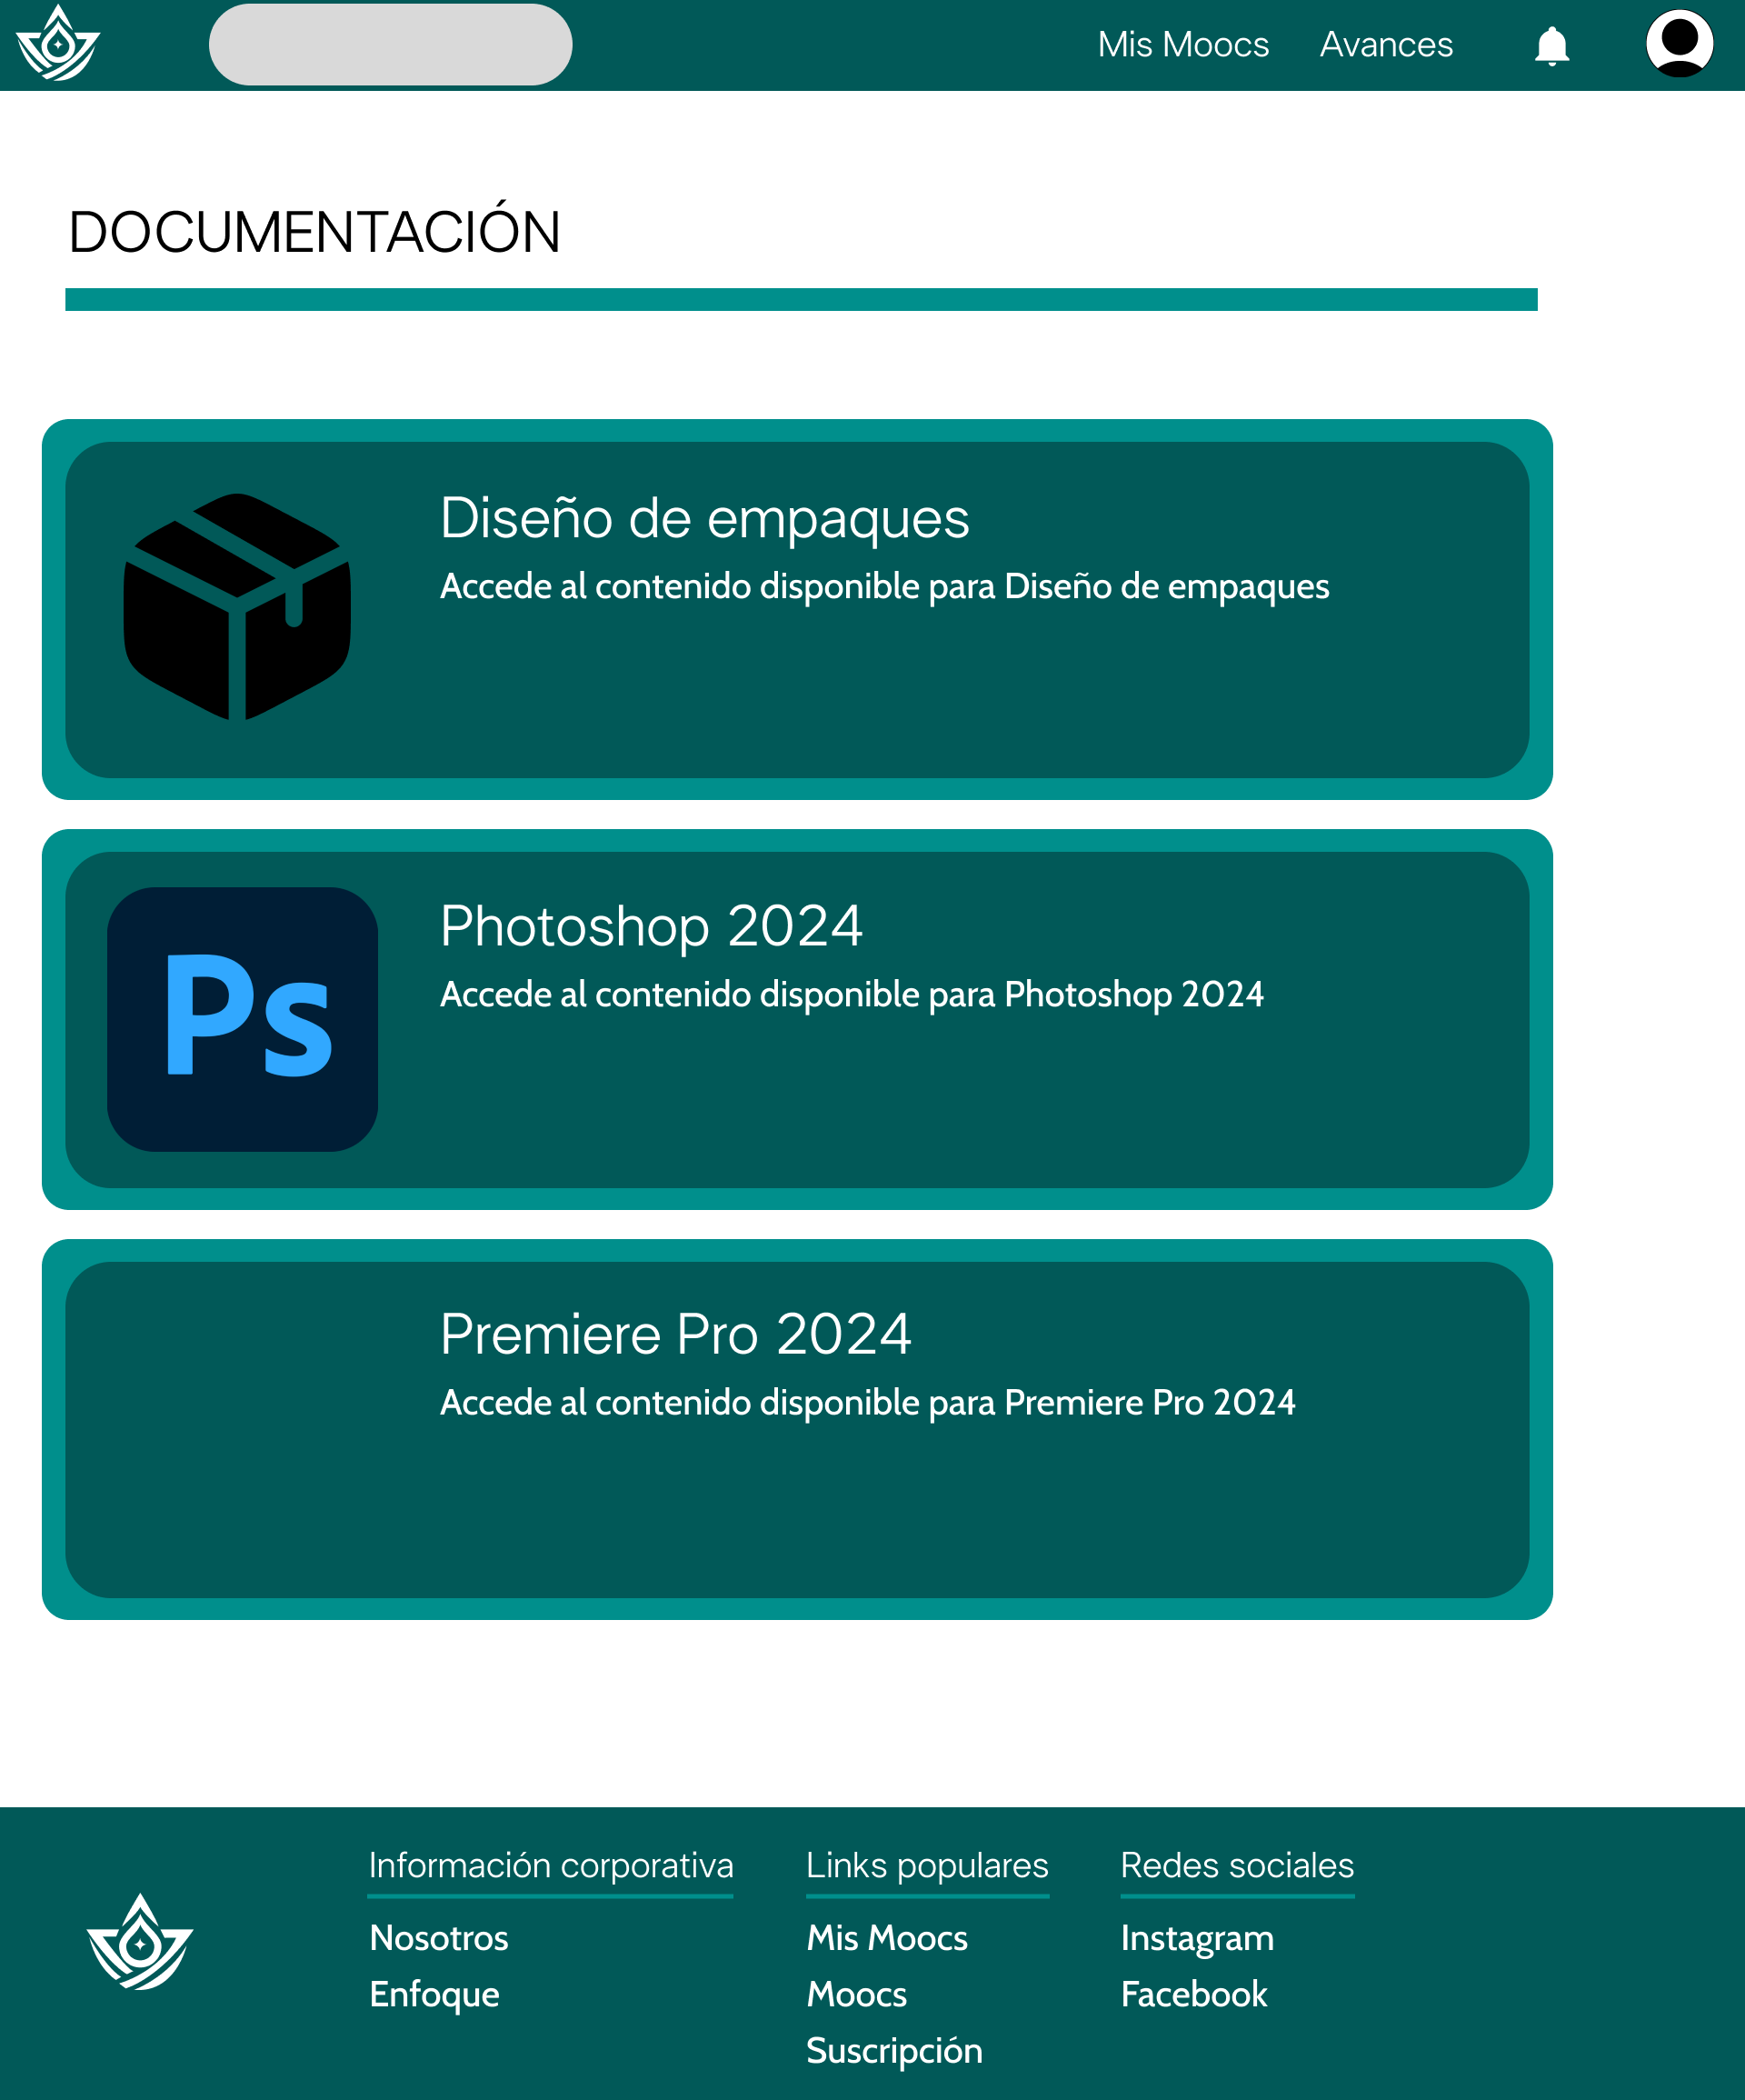 Mis Moocs Avances
DOCUMENTACIÓN
Diseño de empaques
Accede al contenido disponible para Diseño de empaques
Ps
Photoshop 2024
Accede al contenido disponible para Photoshop 2024
Premiere Pro 2024
Accede al contenido disponible para Premiere Pro 2024
Información corporativa
Nosotros
Enfoque
Links populares
Mis Moocs
Moocs
Suscripción
Redes sociales
Instagram
Facebook